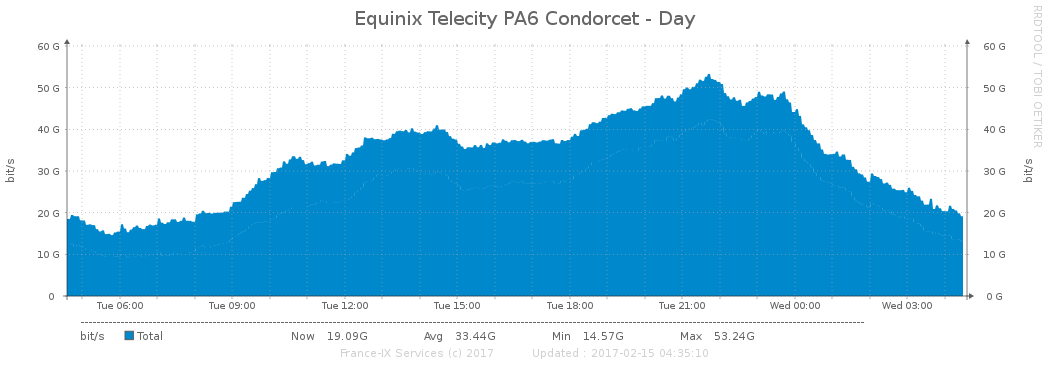 Equinix Telecity PA6 Condorcet - Day
RRDTOOL / TOBI OETIKER
60 G 60 G
50 G 50 G
40 G 40 G
30 G 30 G
20 G 20 G
10 G 10 G
0 0 G
bit/s bit/s
Tue 06:00 Tue 09:00 Tue 12:00 Tue 15:00 Tue 18:00 Tue 21:00 Wed 00:00 Wed 03:00
bit/s Total Now 19.09G Avg 33.44G Min 14.57G Max 53.24G
France-IX Services (c) 2017 Updated : 2017-02-15 04:35:10